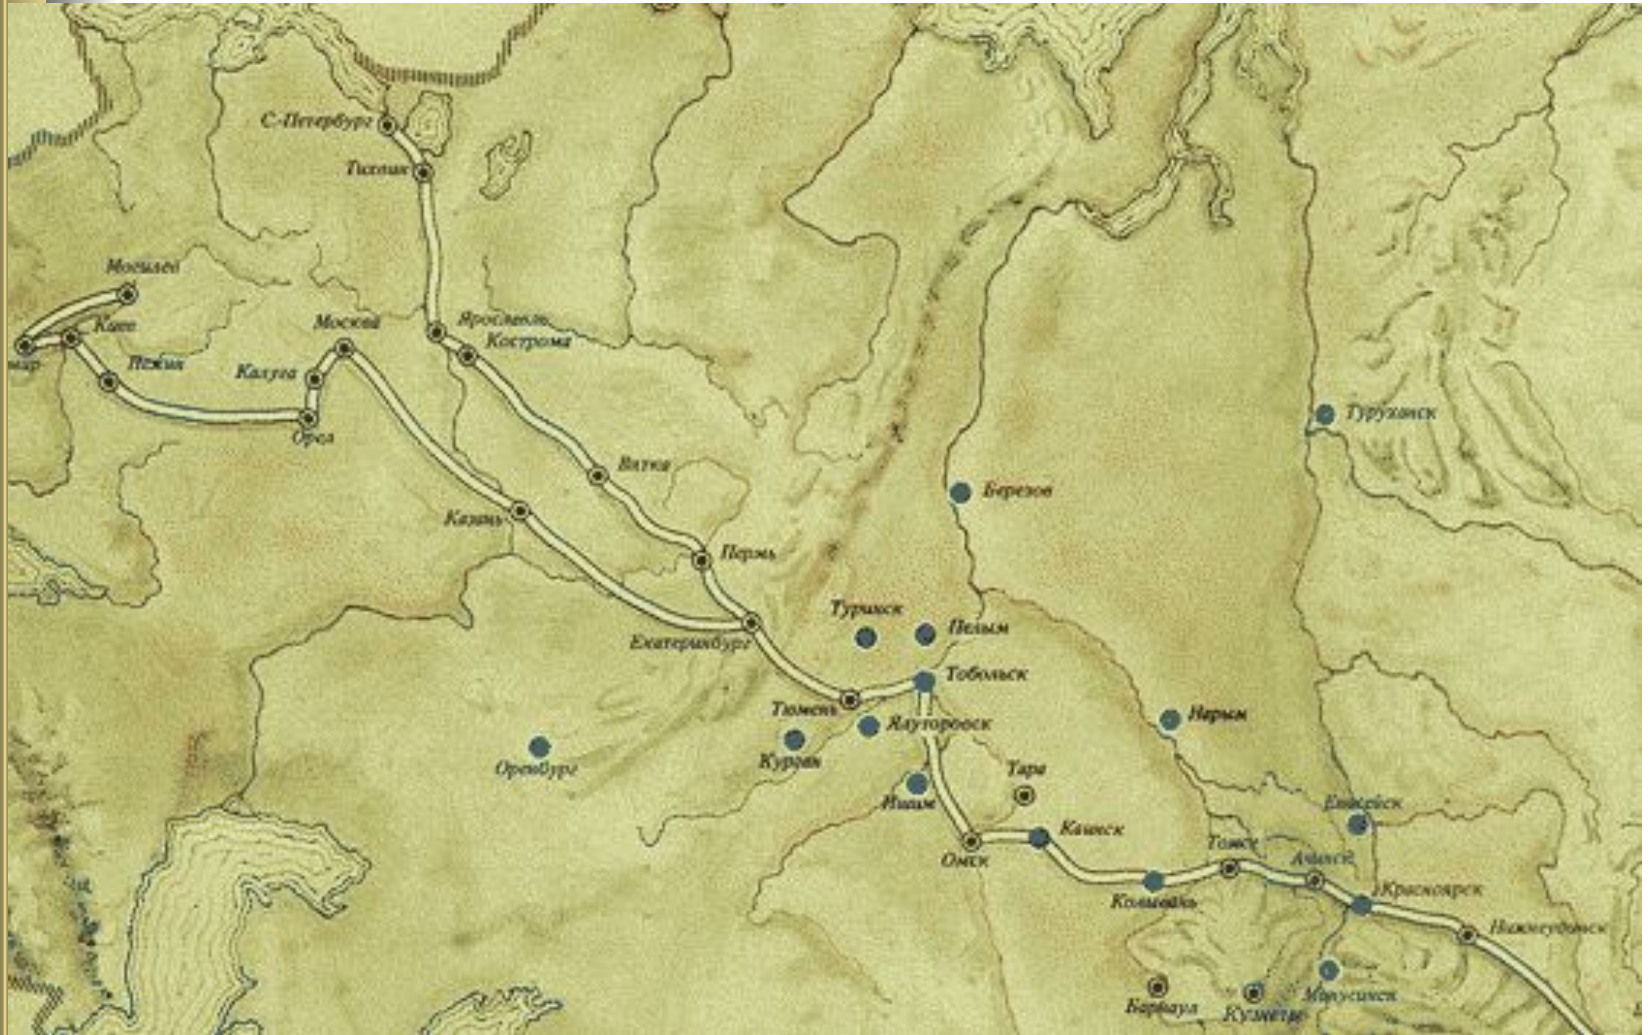 С.-Петербург
Тихвин
Могилев
Киев
Нежин
Москва
Калуга
Орел
Ярославль
Кострома
Вятка
Казань
Пермь
Екатеринбург
Туруханск
Березов
Туринск
Пелым
Тобольск
Тюмень
Ялуторовск
Курган
Оренбург
Ишим
Тара
Нарым
Омск
Каинск
Колывань
Томск
Ачинск
Енисейск
Красноярск
Нижнеудинск
Барнаул
Кузнецк
Минусинск